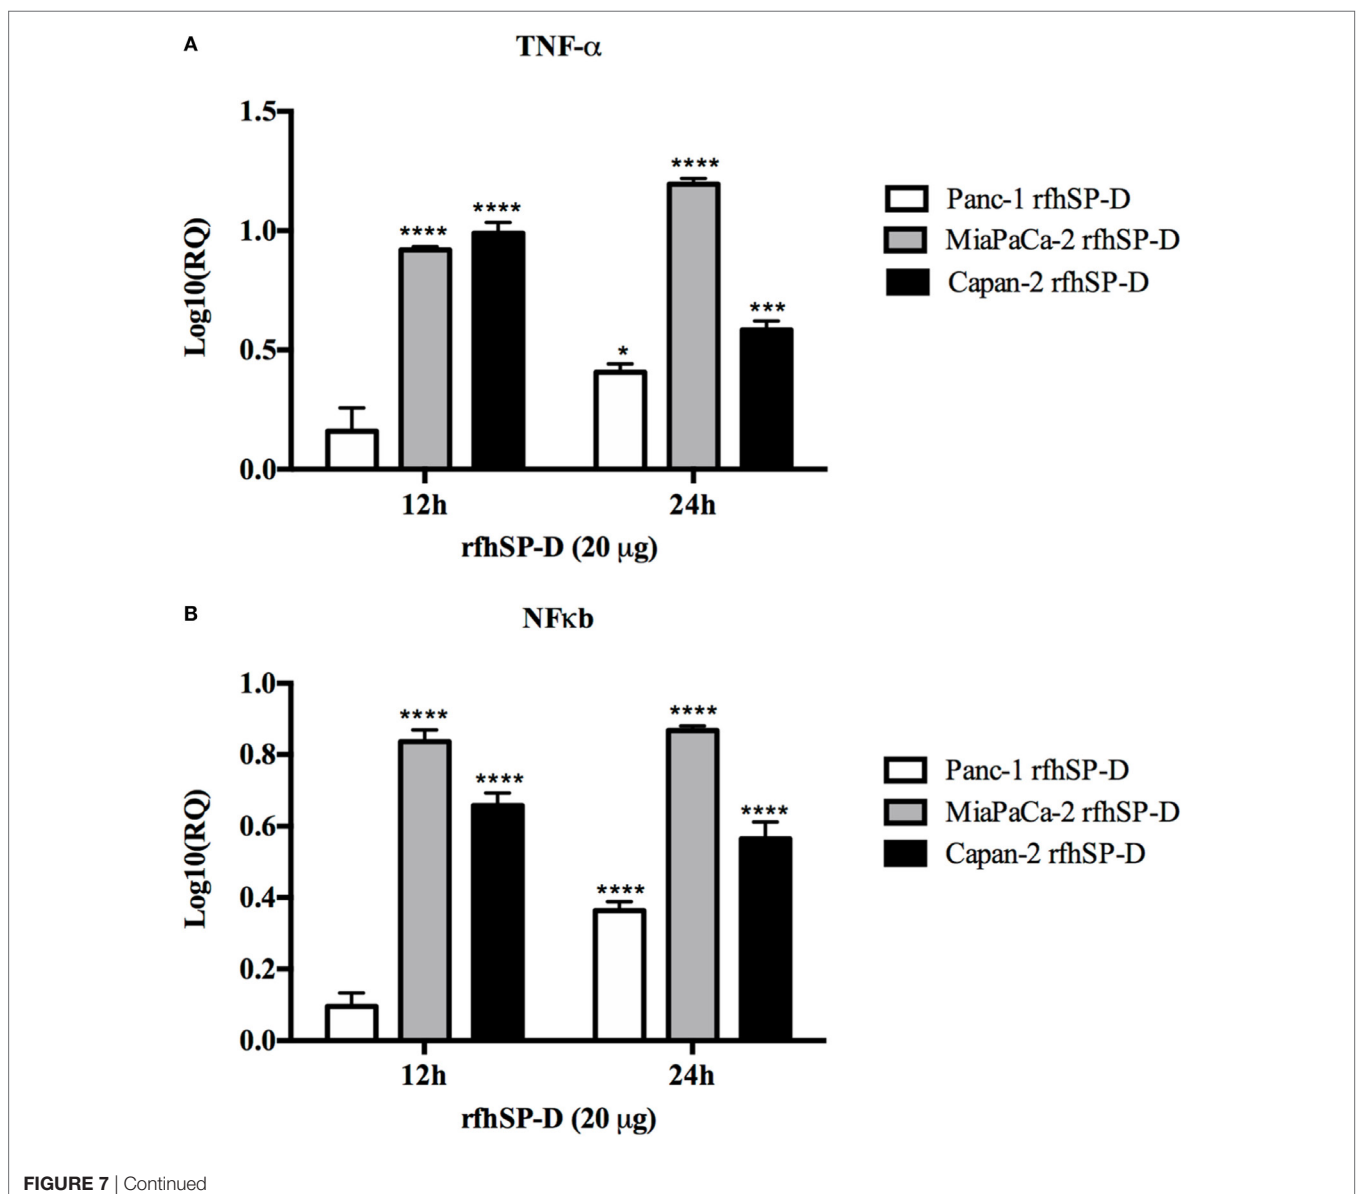 A
TNF-α
1.5
1.0
0.5
0.0
Log10(RQ)
****
****
*
****
***
12h
24h
rfhSP-D (20 μg)
Panc-1 rfhSP-D
MiaPaCa-2 rfhSP-D
Capan-2 rfhSP-D
B
NFκb
1.0
0.8
0.6
0.4
0.2
0.0
Log10(RQ)
****
****
****
****
****
12h
24h
rfhSP-D (20 μg)
Panc-1 rfhSP-D
MiaPaCa-2 rfhSP-D
Capan-2 rfhSP-D
FIGURE 7 | Continued